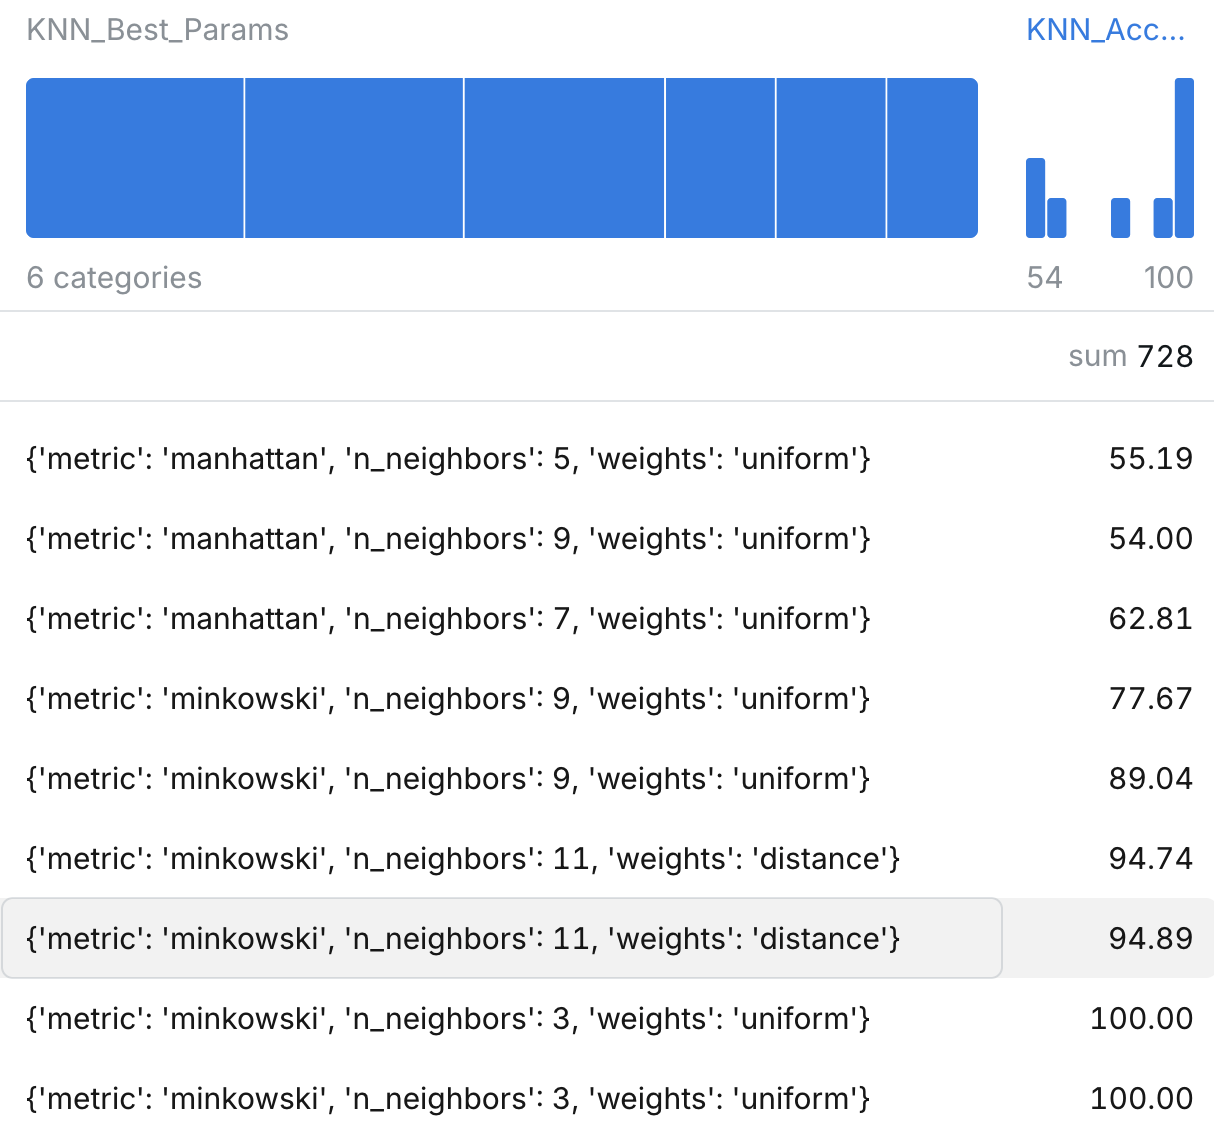 KNN_Best_Params KNN_Acc...
6 categories 54 100
sum 728
{'metric': 'manhattan', 'n_neighbors': 5, 'weights': 'uniform'} 55.19
{'metric': 'manhattan', 'n_neighbors': 9, 'weights': 'uniform'} 54.00
{'metric': 'manhattan', 'n_neighbors': 7, 'weights': 'uniform'} 62.81
{'metric': 'minkowski', 'n_neighbors': 9, 'weights': 'uniform'} 77.67
{'metric': 'minkowski', 'n_neighbors': 9, 'weights': 'uniform'} 89.04
{'metric': 'minkowski', 'n_neighbors': 11, 'weights': 'distance'} 94.74
{'metric': 'minkowski', 'n_neighbors': 11, 'weights': 'distance'} 94.89
{'metric': 'minkowski', 'n_neighbors': 3, 'weights': 'uniform'} 100.00
{'metric': 'minkowski', 'n_neighbors': 3, 'weights': 'uniform'} 100.00